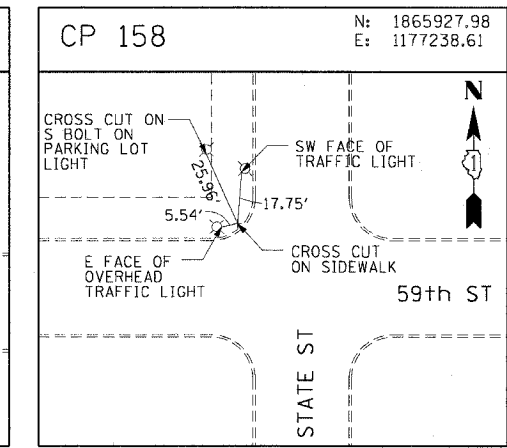 CP 158
N: 1865927.98
E: 1177238.61
CROSS CUT ON
S BOLT ON
PARKING LOT
LIGHT
N
SW FACE OF
TRAFFIC LIGHT
1
25.96'
17.75'
5.54'
E FACE OF
OVERHEAD
TRAFFIC LIGHT
CROSS CUT
ON SIDEWALK
59th ST
STATE ST